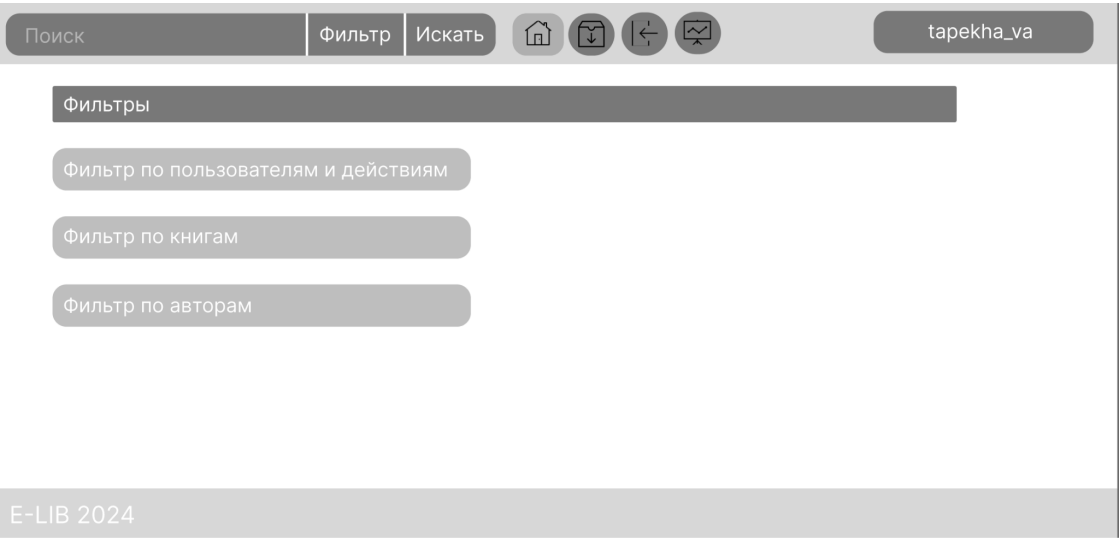 Поиск
Фильтр
Искать
tapekha_va
Фильтры
Фильтр по пользователям и действиям
Фильтр по книгам
Фильтр по авторам
E-LIB 2024